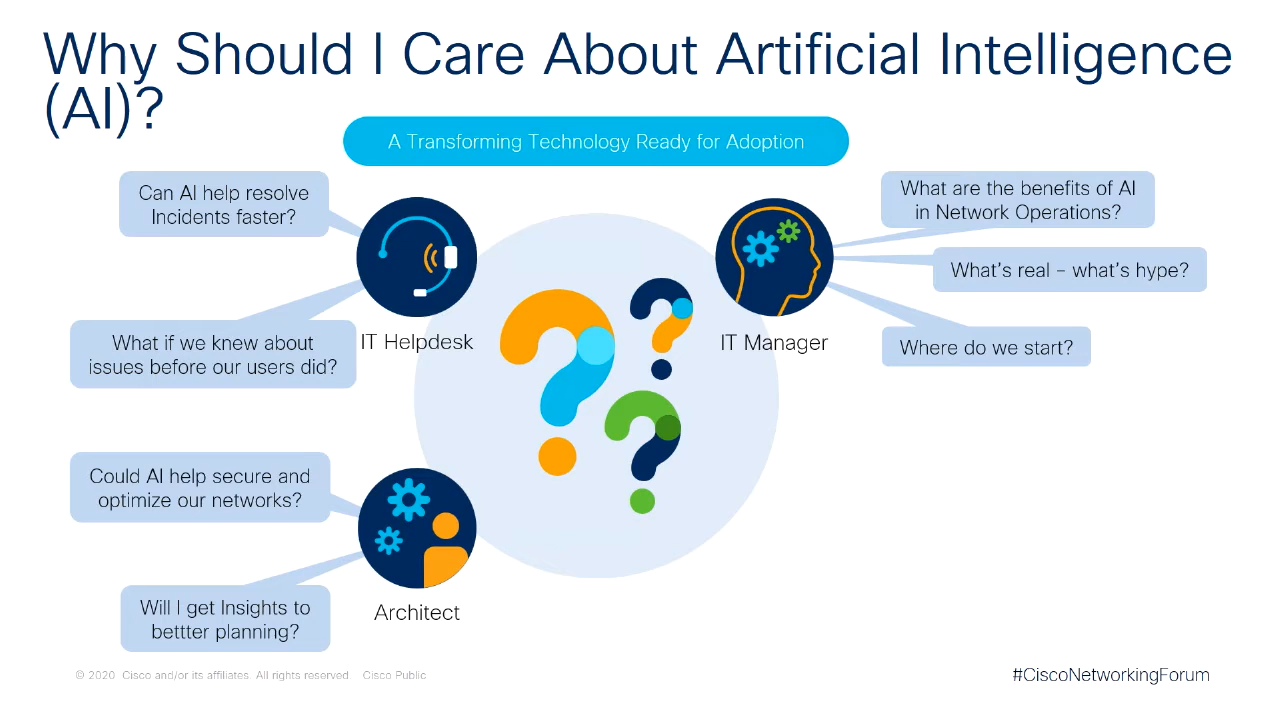 Why Should I Care About Artificial Intelligence
(AI)?
A Transforming Technology Ready for Adoption
Can AI help resolve
Incidents faster?
What if we knew about
issues before our users did?
IT Helpdesk
What are the benefits of AI
in Network Operations?
What's real – what's hype?
Where do we start?
IT Manager
Could AI help secure and
optimize our networks?
Will I get Insights to
bettter planning?
Architect
© 2020 Cisco and/or its affiliates. All rights reserved. Cisco Public
#CiscoNetworkingForum